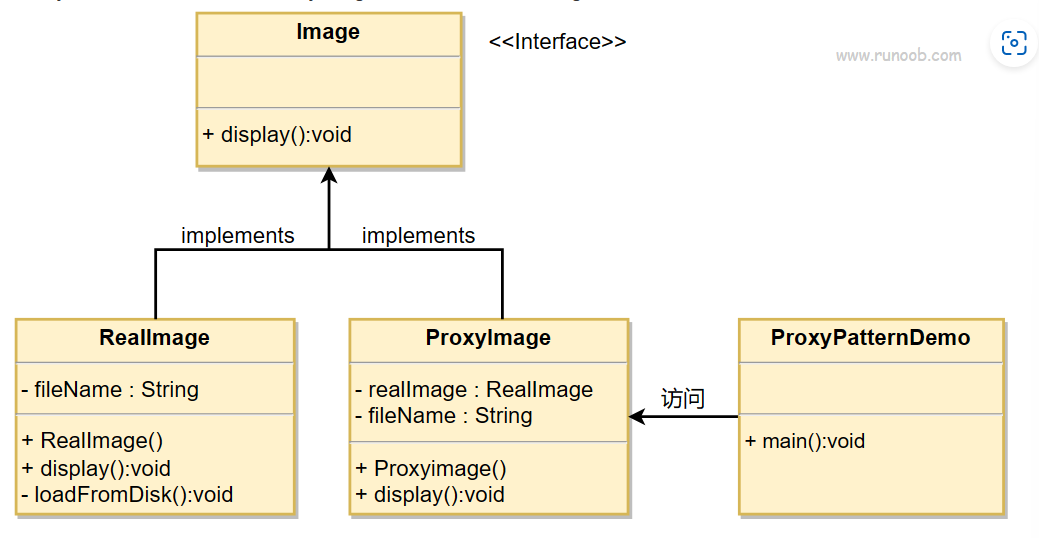 Image
<<Interface>>
www.runoob.com
+ display():void
implements
implements
RealImage
- fileName : String
+ RealImage()
+ display():void
- loadFromDisk():void
ProxyImage
- realImage : RealImage
- fileName : String
+ Proxyimage()
+ display():void
访问
ProxyPatternDemo
+ main():void